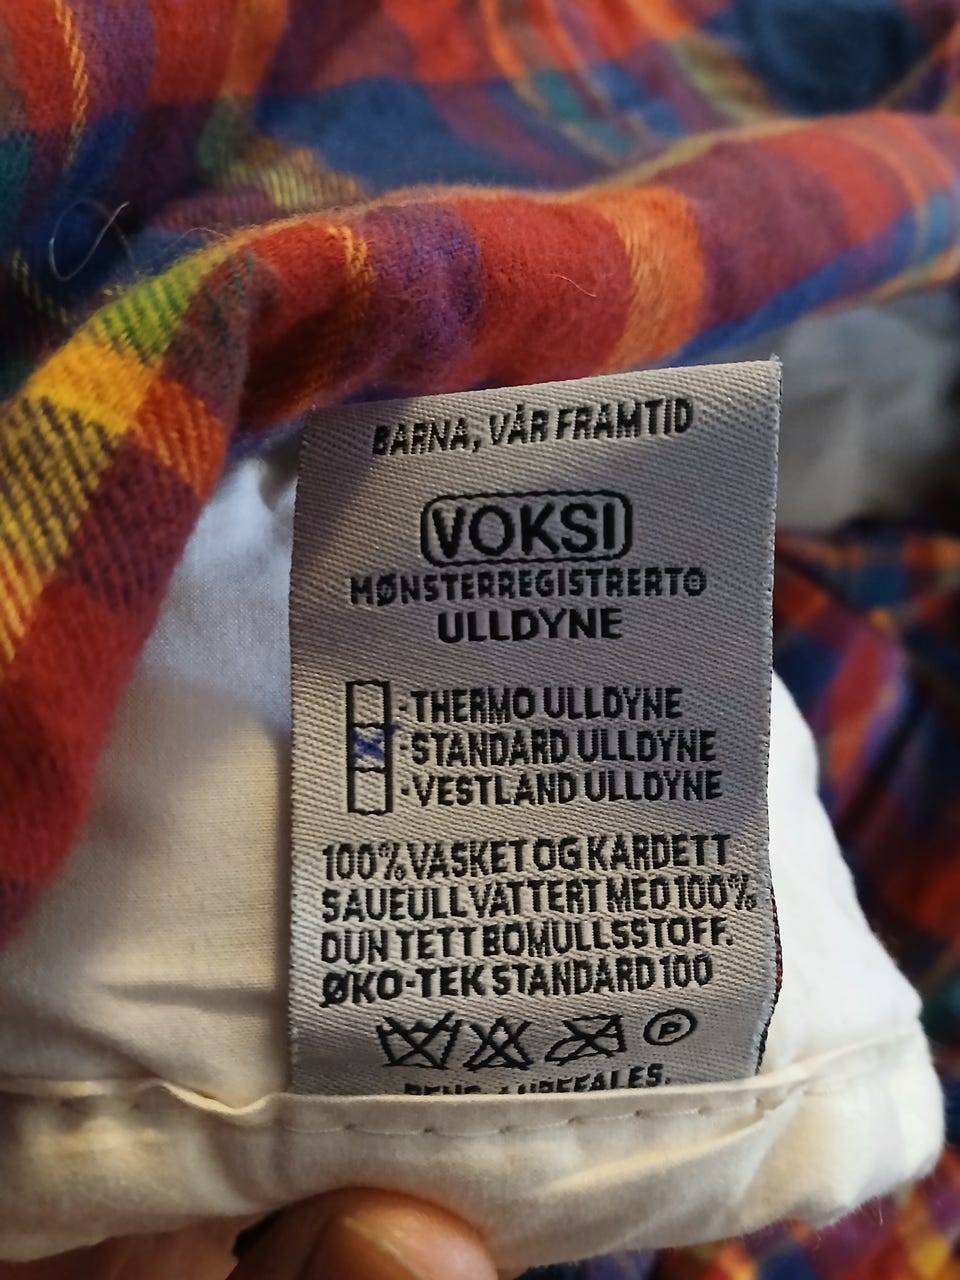 BARNA, VÅR FRAMTID
VOKSI
MØNSTERREGISTRERT®
ULLDYNE
-THERMO ULLDYNE
-STANDARD ULLDYNE
-VESTLAND ULLDYNE
100% VASKET OG KARDETT
SAUEULL VATTERT MED 100%
DUN TETT BOMULLSSTOFF.
ØKO-TEK STANDARD 100
P